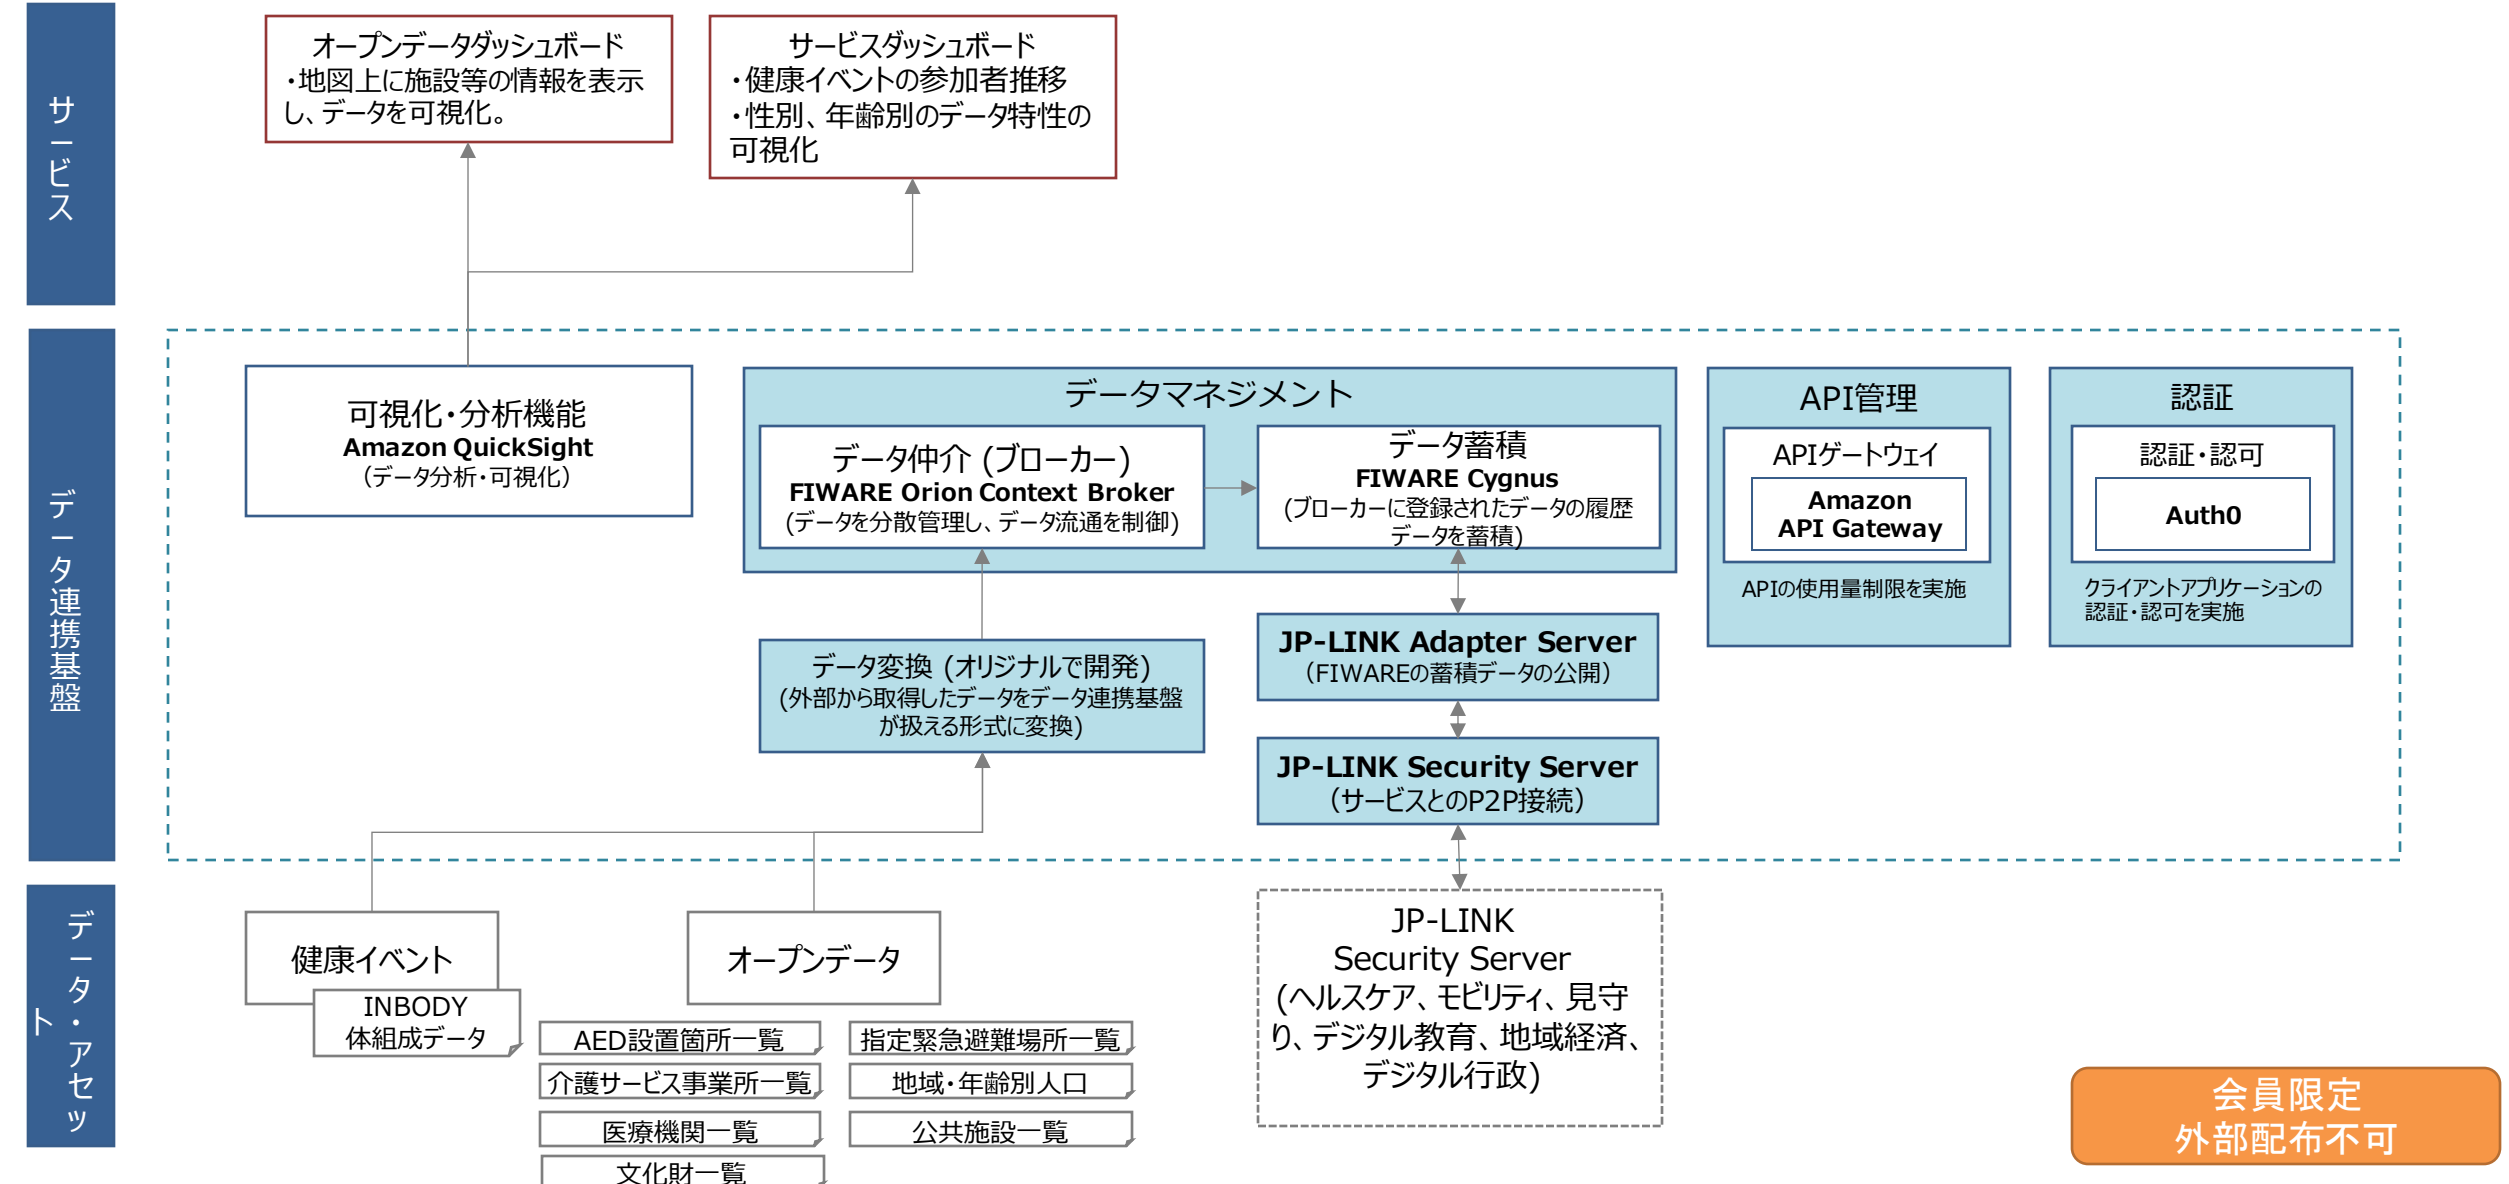 サービス
オープンデータダッシュボード
・地図上に施設等の情報を表示
し、データを可視化。
サービスダッシュボード
・健康イベントの参加者推移
・性別、年齢別のデータ特性の
可視化
データ連携基盤
可視化・分析機能
Amazon QuickSight
（データ分析・可視化）
データマネジメント
データ仲介 (ブローカー)
FIWARE Orion Context Broker
(データを分散管理し、データ流通を制御)
データ蓄積
FIWARE Cygnus
(ブローカーに登録されたデータの履歴
データを蓄積)
API管理
APIゲートウェイ
Amazon
API Gateway
APIの使用量制限を実施
認証
認証・認可
Auth0
クライアントアプリケーションの
認証・認可を実施
データ変換 (オリジナルで開発)
(外部から取得したデータをデータ連携基盤
が扱える形式に変換)
JP-LINK Adapter Server
（FIWAREの蓄積データの公開）
JP-LINK Security Server
（サービスとのP2P接続）
データ・アセッ
ト
健康イベント
INBODY
体組成データ
オープンデータ
AED設置箇所一覧
介護サービス事業所一覧
医療機関一覧
文化財一覧
指定緊急避難場所一覧
地域・年齢別人口
公共施設一覧
JP-LINK
Security Server
(ヘルスケア、モビリティ、見守
り、デジタル教育、地域経済、
デジタル行政)
会員限定
外部配布不可